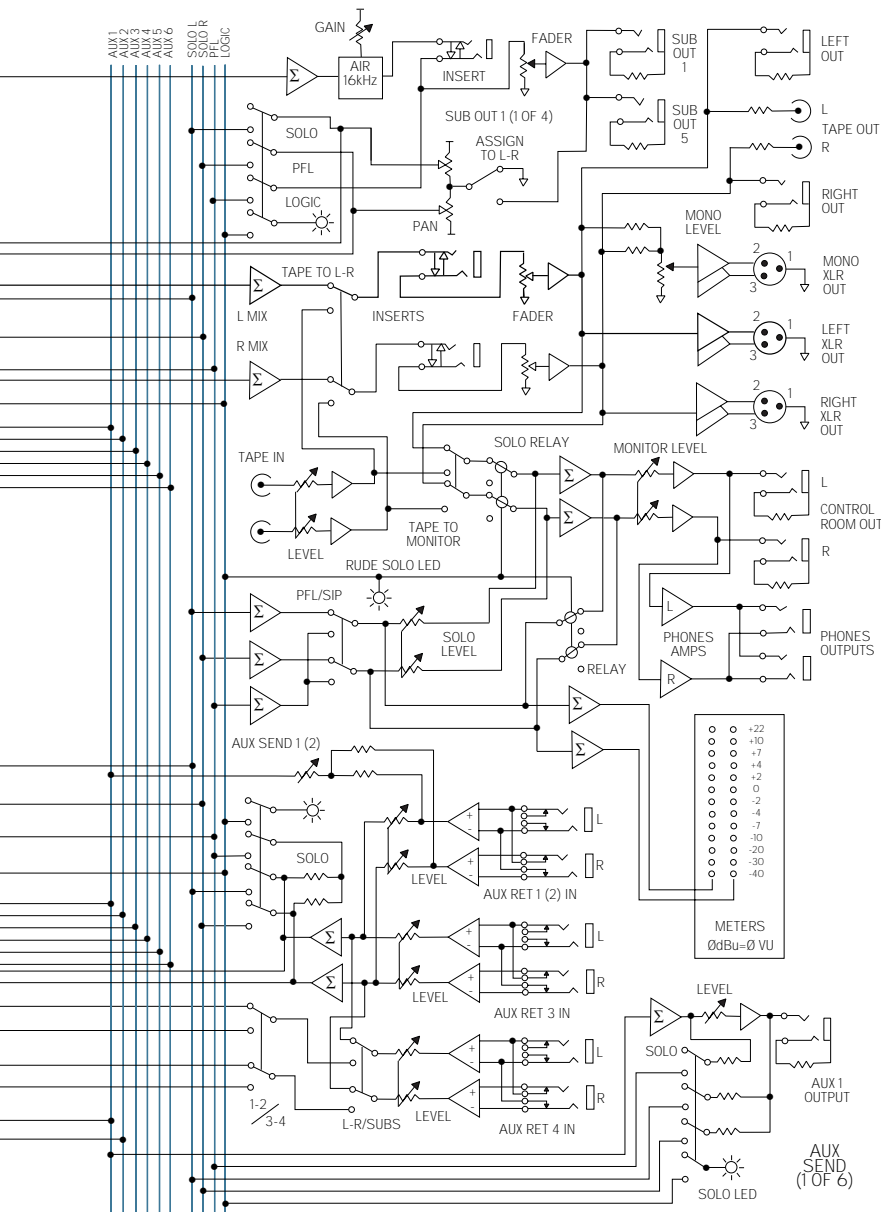 AUX 1
AUX 2
AUX 3
AUX 4
AUX 5
AUX 6
SOLO L
SOLO R
PFL
LOGIC
GAIN
Σ
AIR
16kHz
INSERT
FADER
SUB
OUT
1
LEFT
OUT
SUB OUT 1 (1 OF 4)
SUB
OUT
5
L
TAPE OUT
R
SOLO
PFL
LOGIC
ASSIGN
TO L-R
PAN
RIGHT
OUT
MONO
LEVEL
2
1
3
MONO
XLR
OUT
TAPE TO L-R
Σ
L MIX
INSERTS
FADER
2
1
3
LEFT
XLR
OUT
R MIX
Σ
2
1
3
RIGHT
XLR
OUT
SOLO RELAY
MONITOR LEVEL
TAPE IN
LEVEL
TAPE TO
MONITOR
Σ
Σ
L
CONTROL
ROOM OUT
R
RUDE SOLO LED
PFL/SIP
Σ
Σ
Σ
SOLO
LEVEL
RELAY
L
PHONES
AMPS
R
PHONES
OUTPUTS
Σ
Σ
AUX SEND 1 (2)
+22
+10
+7
+4
+2
0
-2
-4
-7
-10
-20
-30
-40
METERS
ØdBu=Ø VU
SOLO
LEVEL
+
-
L
+
-
R
AUX RET 1 (2) IN
Σ
Σ
LEVEL
+
-
L
+
-
R
AUX RET 3 IN
1-2
3-4
L-R/SUBS
LEVEL
+
-
L
+
-
R
AUX RET 4 IN
LEVEL
Σ
SOLO
AUX 1
OUTPUT
SOLO LED
AUX
SEND
(1 OF 6)